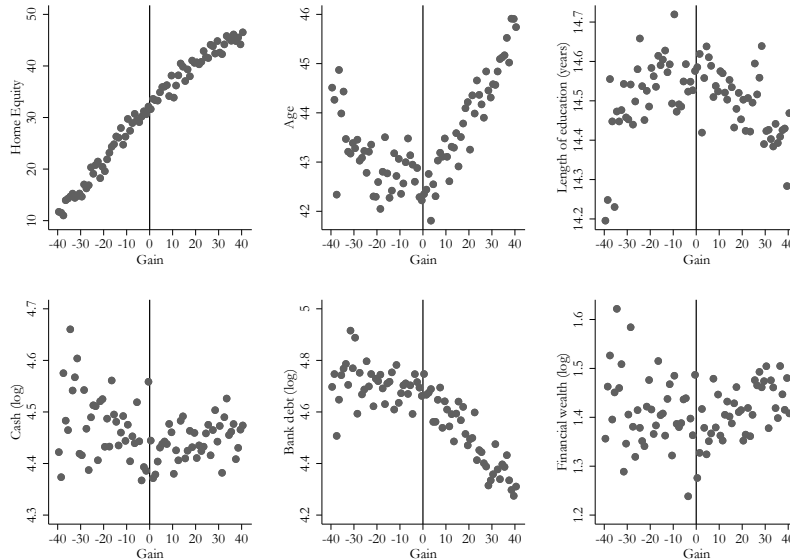 Home Equity
50
40
30
20
10
-40 -30 -20 -10 0 10 20 30 40
Gain
Age
46
45
44
43
42
-40 -30 -20 -10 0 10 20 30 40
Gain
Length of education (years)
14.7
14.6
14.5
14.4
14.3
14.2
-40 -30 -20 -10 0 10 20 30 40
Gain
Cash (log)
4.7
4.6
4.5
4.4
4.3
-40 -30 -20 -10 0 10 20 30 40
Gain
Bank debt (log)
5
4.8
4.6
4.4
4.2
-40 -30 -20 -10 0 10 20 30 40
Gain
Financial wealth (log)
1.6
1.5
1.4
1.3
1.2
-40 -30 -20 -10 0 10 20 30 40
Gain